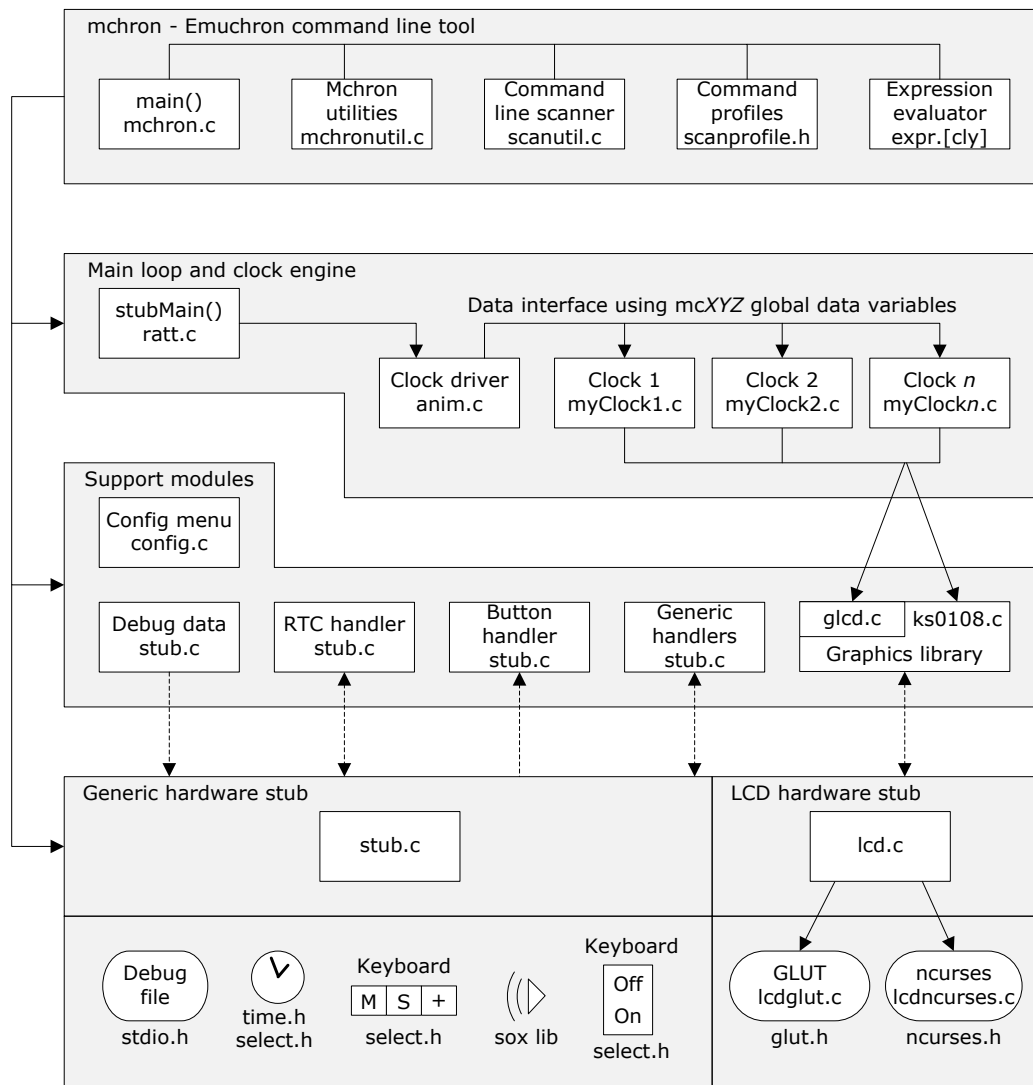 mchron - Emuchron command line tool
main()
mchron.c
Mchron
utilities
mchronutil.c
Command
line scanner
scanutil.c
Command
profiles
scanprofile.h
Expression
evaluator
expr.[cly]
Main loop and clock engine
stubMain()
ratt.c
Data interface using mcXYZ global data variables
Clock driver
anim.c
Clock 1
myClock1.c
Clock 2
myClock2.c
Clock n
myClockn.c
Support modules
Config menu
config.c
Debug data
stub.c
RTC handler
stub.c
Button
handler
stub.c
Generic
handlers
stub.c
glcd.c
ks0108.c
Graphics library
Generic hardware stub
stub.c
LCD hardware stub
lcd.c
Debug
file
stdio.h
time.h
select.h
Keyboard
M S +
select.h
sox lib
Keyboard
Off
On
select.h
GLUT
lcdglut.c
glut.h
ncurses
lcdncurses.c
ncurses.h